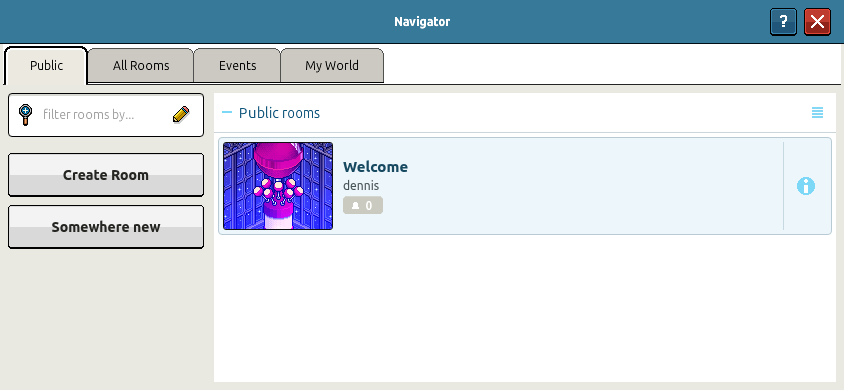 Navigator
?
Public
All Rooms
Events
My World
filter rooms by...
Create Room
Somewhere new
Public rooms
Welcome
dennis
0